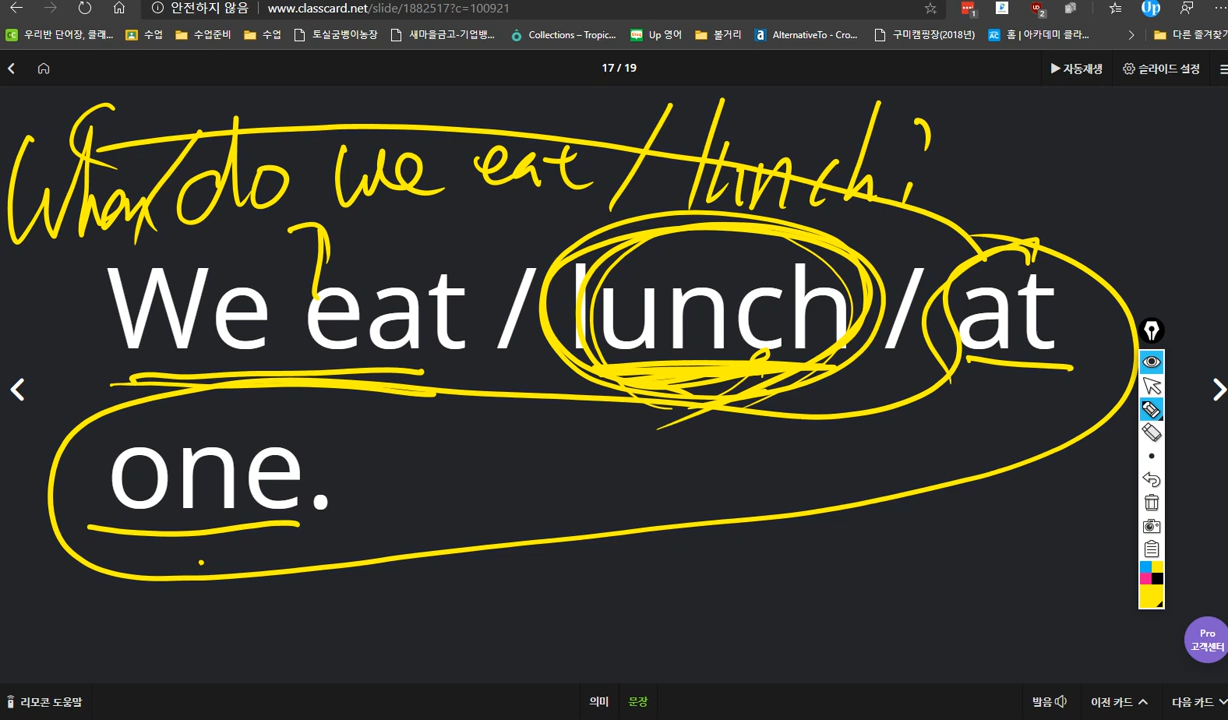 안전하지 않음 www.classcard.net/slide/1882517?c=100921
우리반 단어장, 클래... 수업 수업준비 수업 토실궁뱅이농장 새마을금고-기업뱅... Collections – Tropic... Up 영어 볼거리 AlternativeTo - Cro... 구미캠핑장(2018년) 홈 | 아카데미 클라... 다른 즐겨찾기
17 / 19 자동재생 슬라이드 설정
do we eat / lunch
We eat / lunch / at
one.
Pro
고객센터
리모콘 도움말 의미 문장 발음 이전 카드 다음 카드